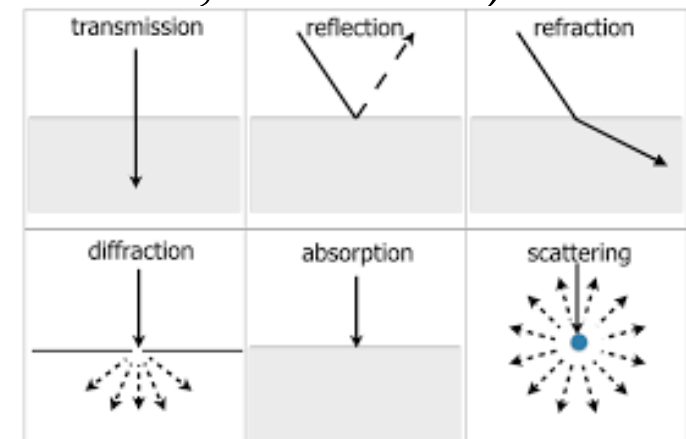 transmission
reflection
refraction
diffraction
absorption
scattering